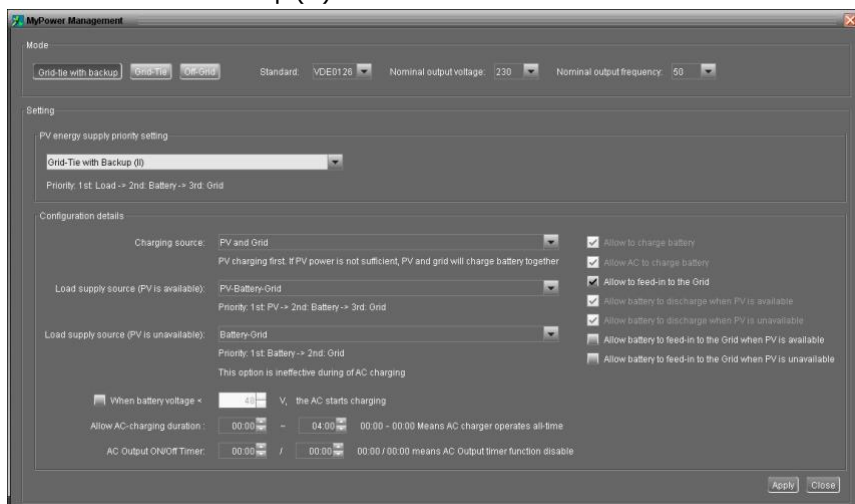 MyPower Management
Mode
Grid-tie with backup Grid-Tie Off-Grid Standard: VDE0126 Nominal output voltage: 230 Nominal output frequency: 50
Setting
PV energy supply priority setting
Grid-Tie with Backup (II)
Priority: 1st: Load -> 2nd: Battery -> 3rd: Grid
Configuration details
Charging source: PV and Grid
PV charging first. If PV power is not sufficient, PV and grid will charge battery together
Load supply source (PV is available): PV-Battery-Grid
Priority: 1st: PV -> 2nd: Battery -> 3rd: Grid
Load supply source (PV is unavailable): Battery-Grid
Priority: 1st: Battery -> 2nd: Grid
This option is ineffective during of AC charging
Allow to charge battery
Allow AC to charge battery
Allow to feed-in to the Grid
Allow battery to discharge when PV is available
Allow battery to discharge when PV is unavailable
Allow battery to feed-in to the Grid when PV is available
Allow battery to feed-in to the Grid when PV is unavailable
When battery voltage < 40 V, the AC starts charging
Allow AC-charging duration : 00:00 ~ 04:00 00:00 - 00:00 Means AC charger operates all-time
AC Output ON/Off Timer: 00:00 / 00:00 00:00 / 00:00 means AC Output timer function disable
Apply Close